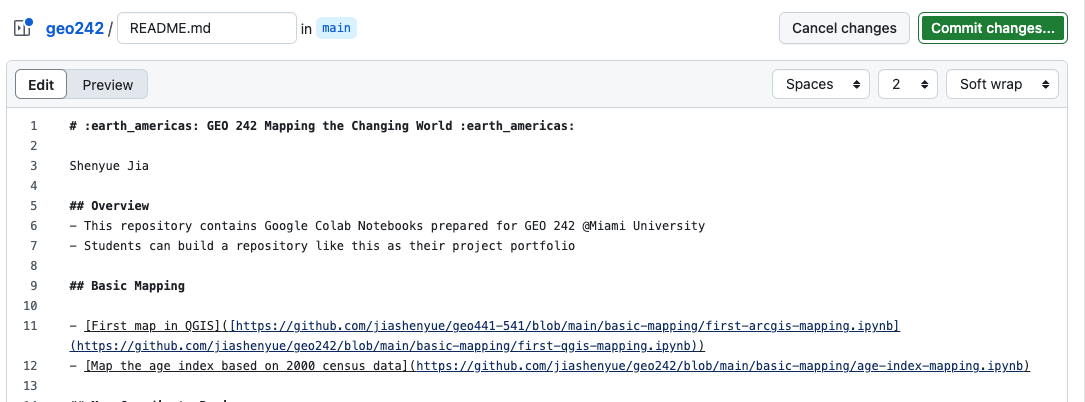 geo242 / README.md in main Cancel changes Commit changes...
Edit Preview Spaces 2 Soft wrap
1 # :earth_americas: GEO 242 Mapping the Changing World :earth_americas:
2
3 Shenyue Jia
4
5 ## Overview
6 - This repository contains Google Colab Notebooks prepared for GEO 242 @Miami University
7 - Students can build a repository like this as their project portfolio
8
9 ## Basic Mapping
10
11 - [First map in QGIS]([https://github.com/jiashenyue/geo441-541/blob/main/basic-mapping/first-arcgis-mapping.ipynb]
(https://github.com/jiashenyue/geo242/blob/main/basic-mapping/first-qgis-mapping.ipynb))
12 - [Map the age index based on 2000 census data](https://github.com/jiashenyue/geo242/blob/main/basic-mapping/age-index-mapping.ipynb)
13